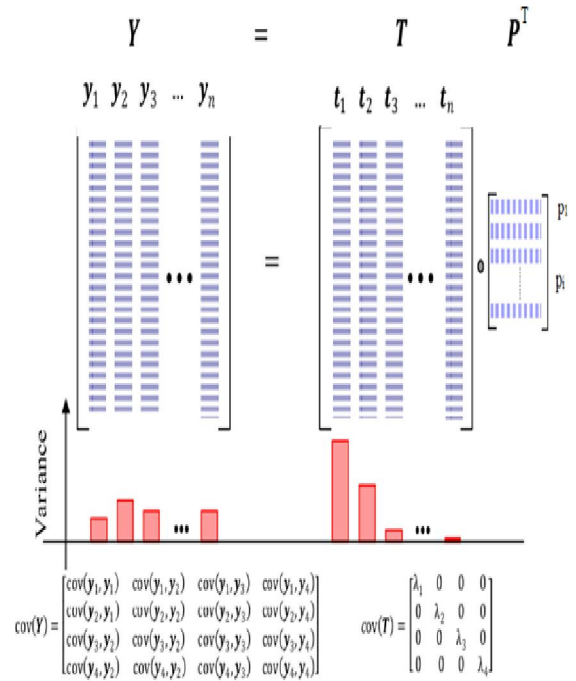 Y = T P^T
y₁ y₂ y₃ ... yₙ t₁ t₂ t₃ ... tₙ
= • p₁
pᵢ
Variance
cov(Y) = [cov(y₁,y₁) cov(y₁,y₂) cov(y₁,y₃) cov(y₁,y₄)
cov(y₂,y₁) cov(y₂,y₂) cov(y₂,y₃) cov(y₂,y₄)
cov(y₃,y₂) cov(y₃,y₂) cov(y₃,y₃) cov(y₃,y₄)
cov(y₄,y₂) cov(y₄,y₂) cov(y₄,y₃) cov(y₄,y₄)]
cov(T) = [λ₁ 0 0 0
0 λ₂ 0 0
0 0 λ₃ 0
0 0 0 λ₄]